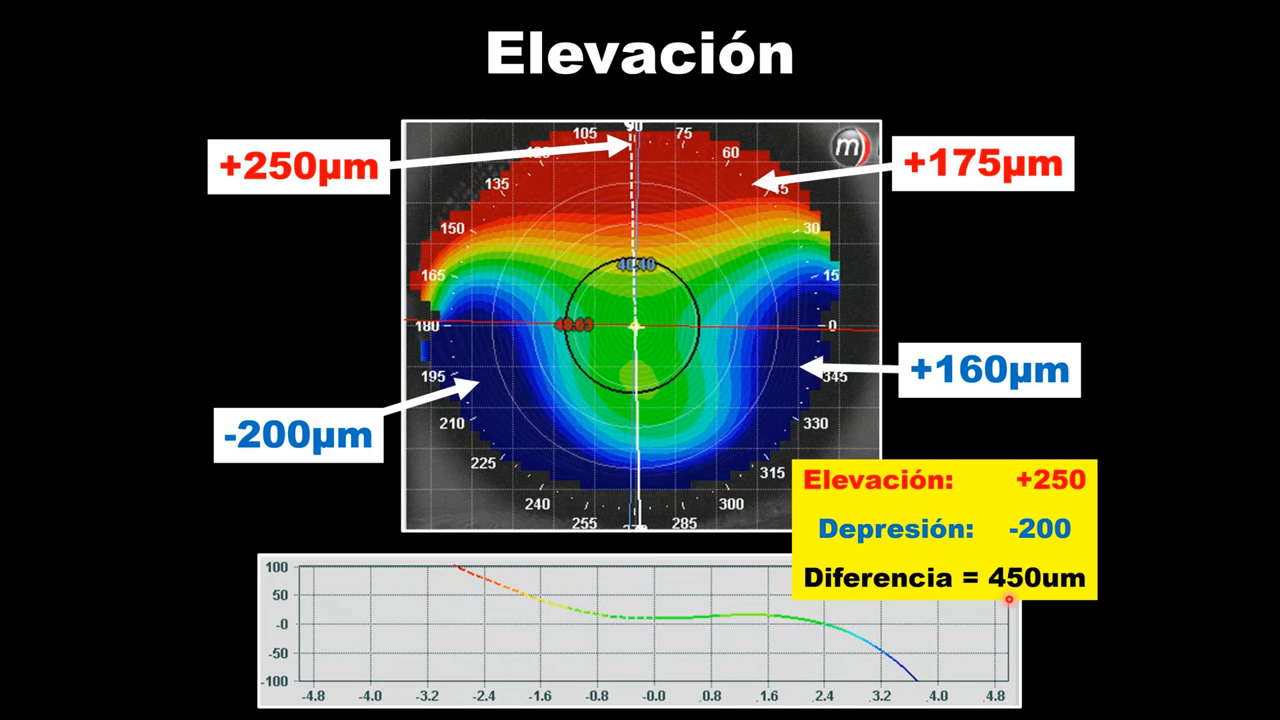 Elevación
+250µm
+175µm
105 90 75
60
135 45
150 30
40.40
165 15
180 48.63 0
+160µm
195 345
-200µm
210 330
225 315
240 300
255 270 285
Elevación: +250
Depresión: -200
Diferencia = 450um
100
50
-0
-50
-100
-4.8 -4.0 -3.2 -2.4 -1.6 -0.8 -0.0 0.8 1.6 2.4 3.2 4.0 4.8
m